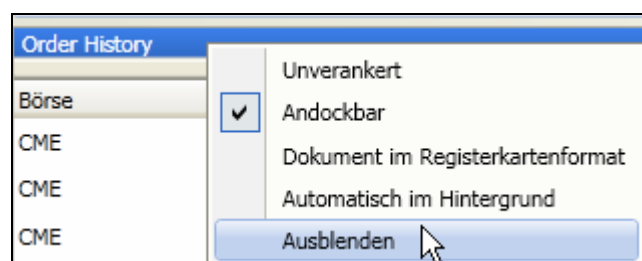 Order History
Börse
CME
CME
CME
Unverankert
Andockbar
Dokument im Registerkartenformat
Automatisch im Hintergrund
Ausblenden